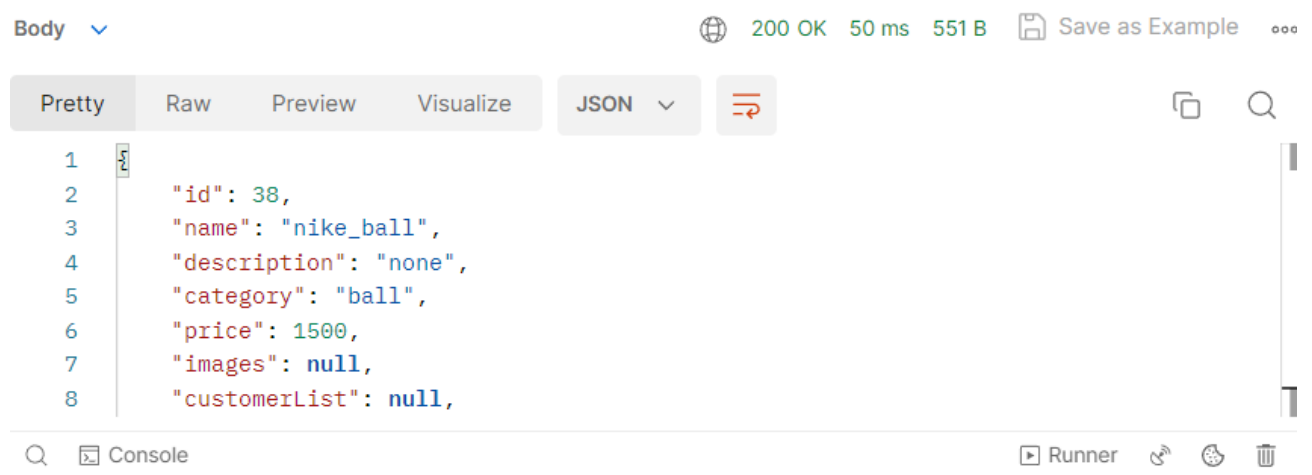 Body 200 OK 50 ms 551 B Save as Example
Pretty Raw Preview Visualize JSON
1 {
2 "id": 38,
3 "name": "nike_ball",
4 "description": "none",
5 "category": "ball",
6 "price": 1500,
7 "images": null,
8 "customerList": null,
Console Runner